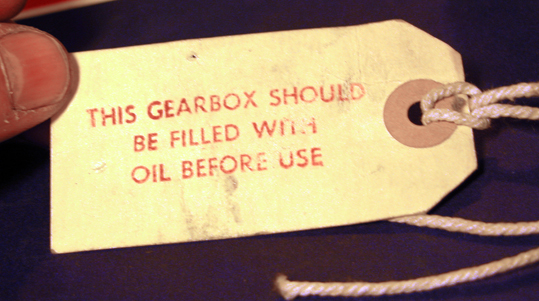 THIS GEARBOX SHOULD
BE FILLED WITH
OIL BEFORE USE